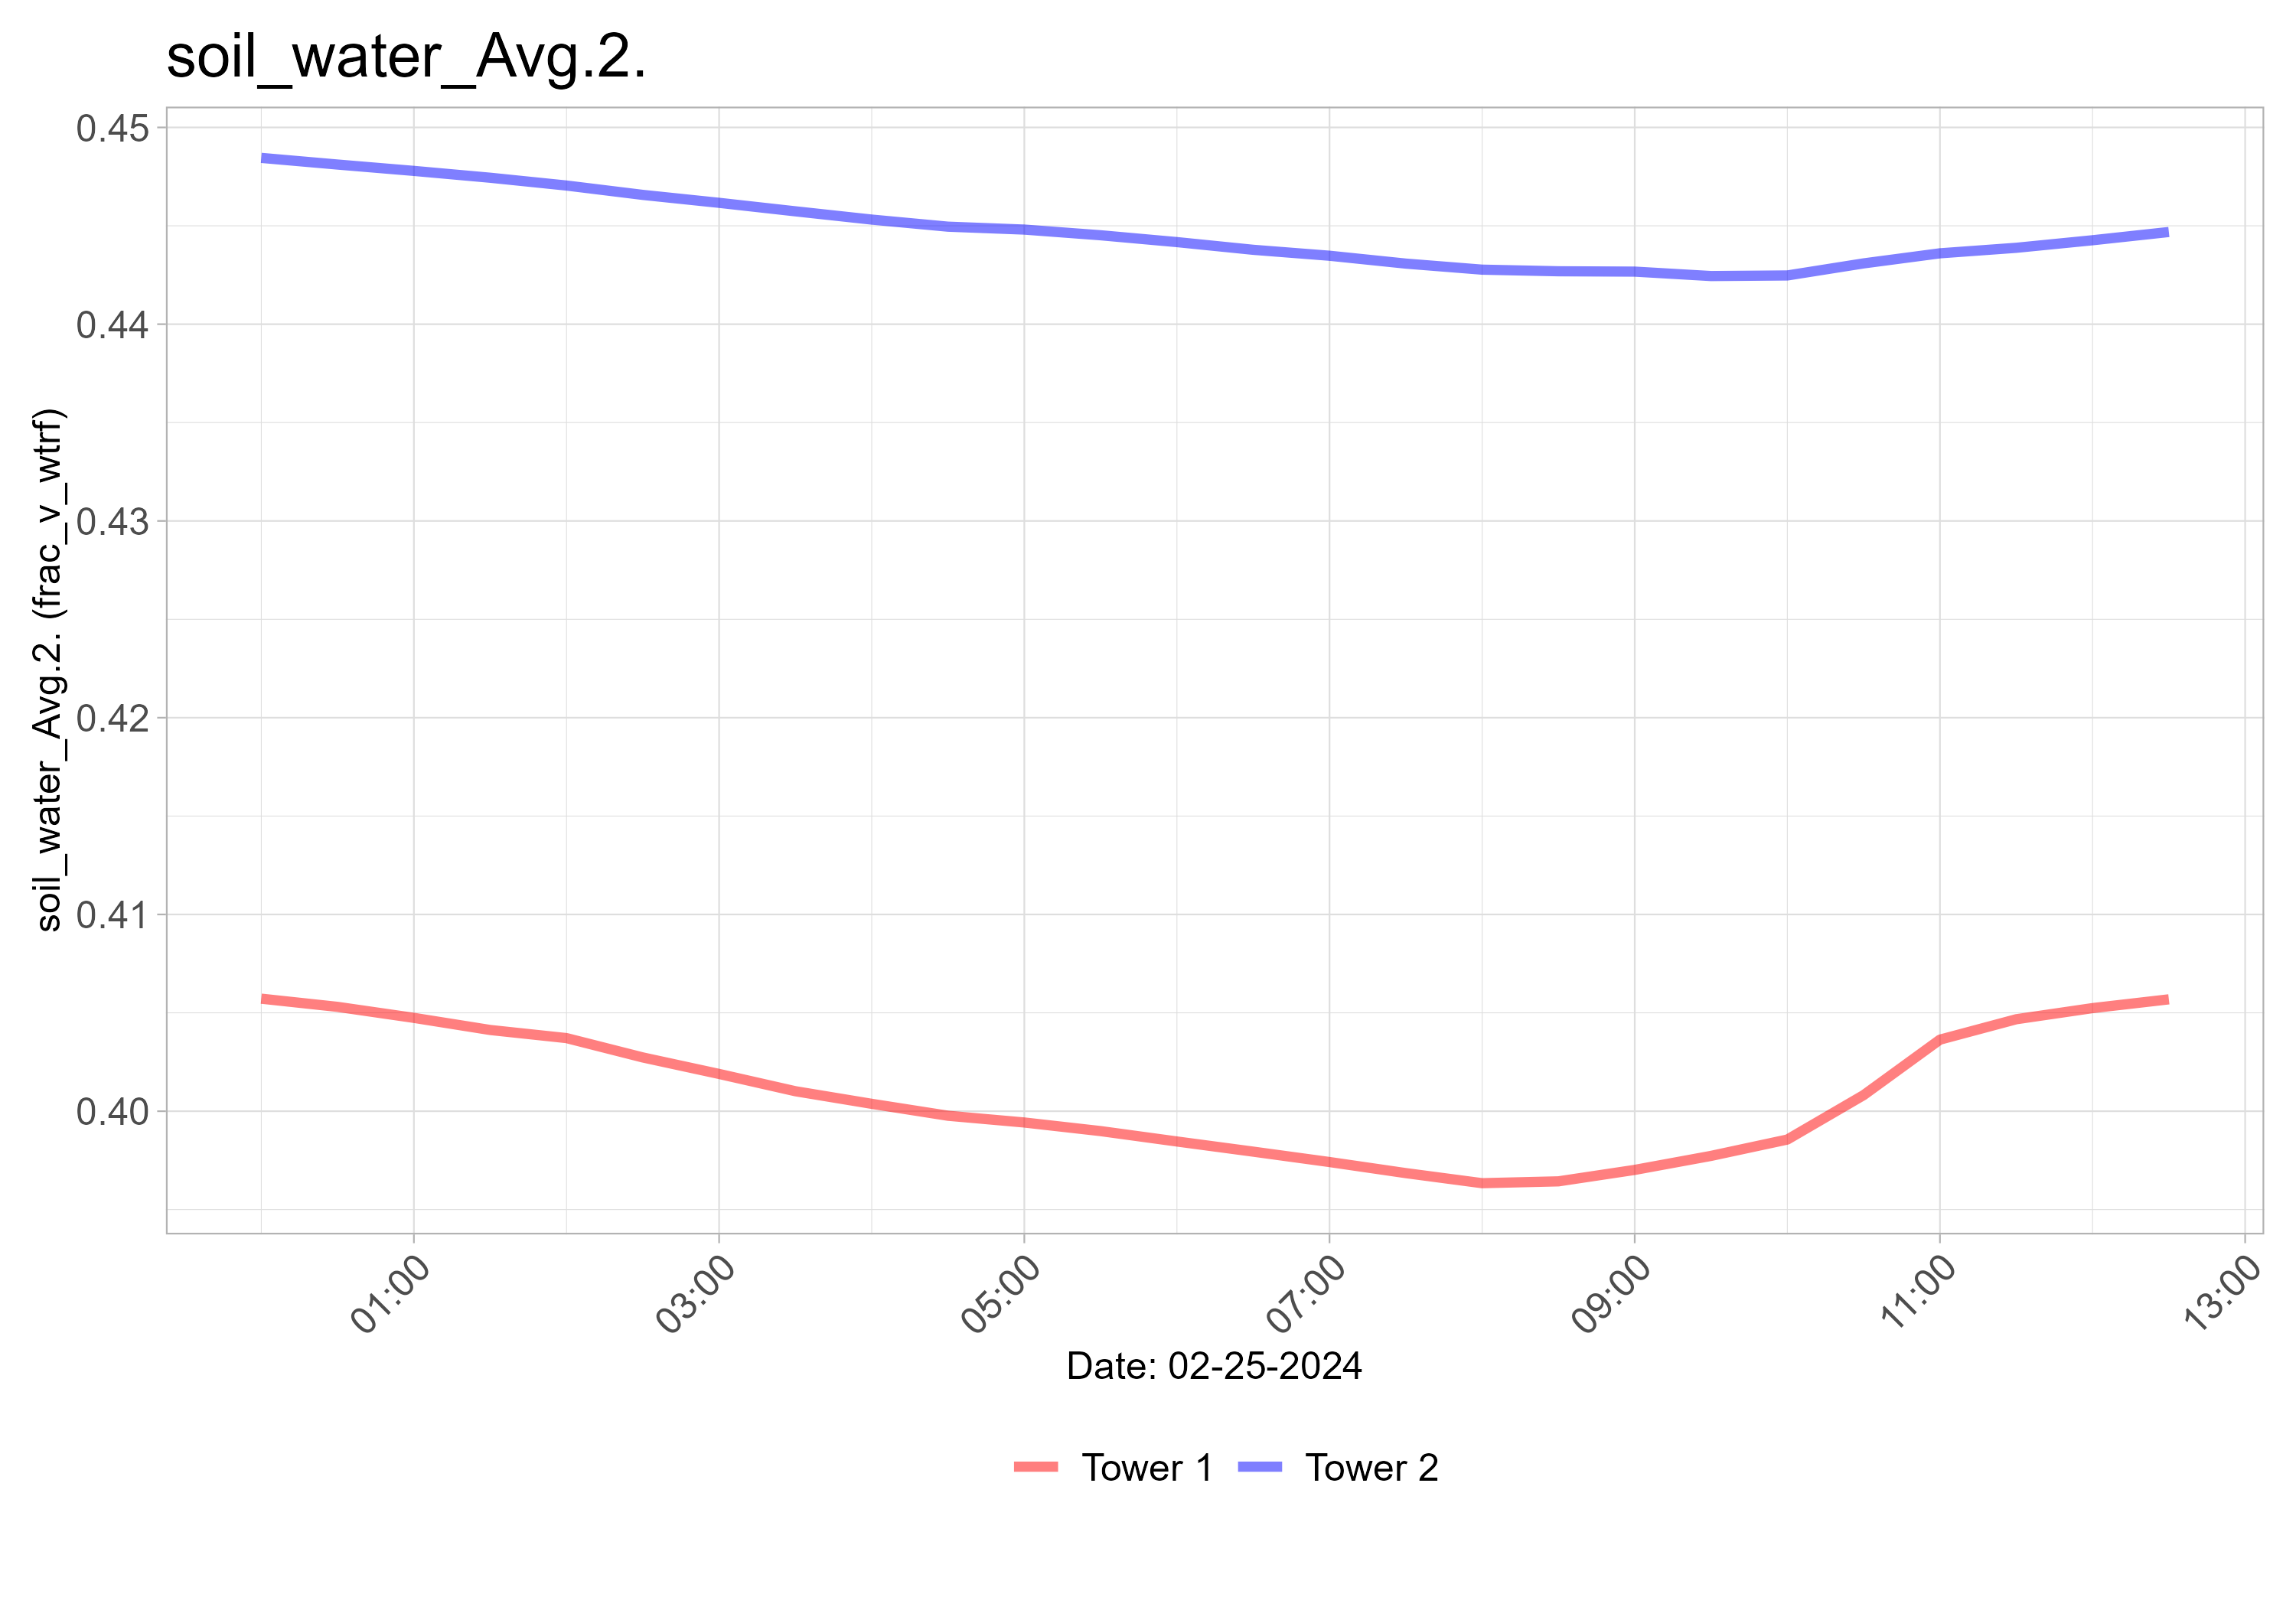 soil_water_Avg.2.
soil_water_Avg.2. (frac_v_wtrf)
0.45
0.44
0.43
0.42
0.41
0.40
01:00
03:00
05:00
07:00
09:00
11:00
13:00
Date: 02-25-2024
Tower 1
Tower 2